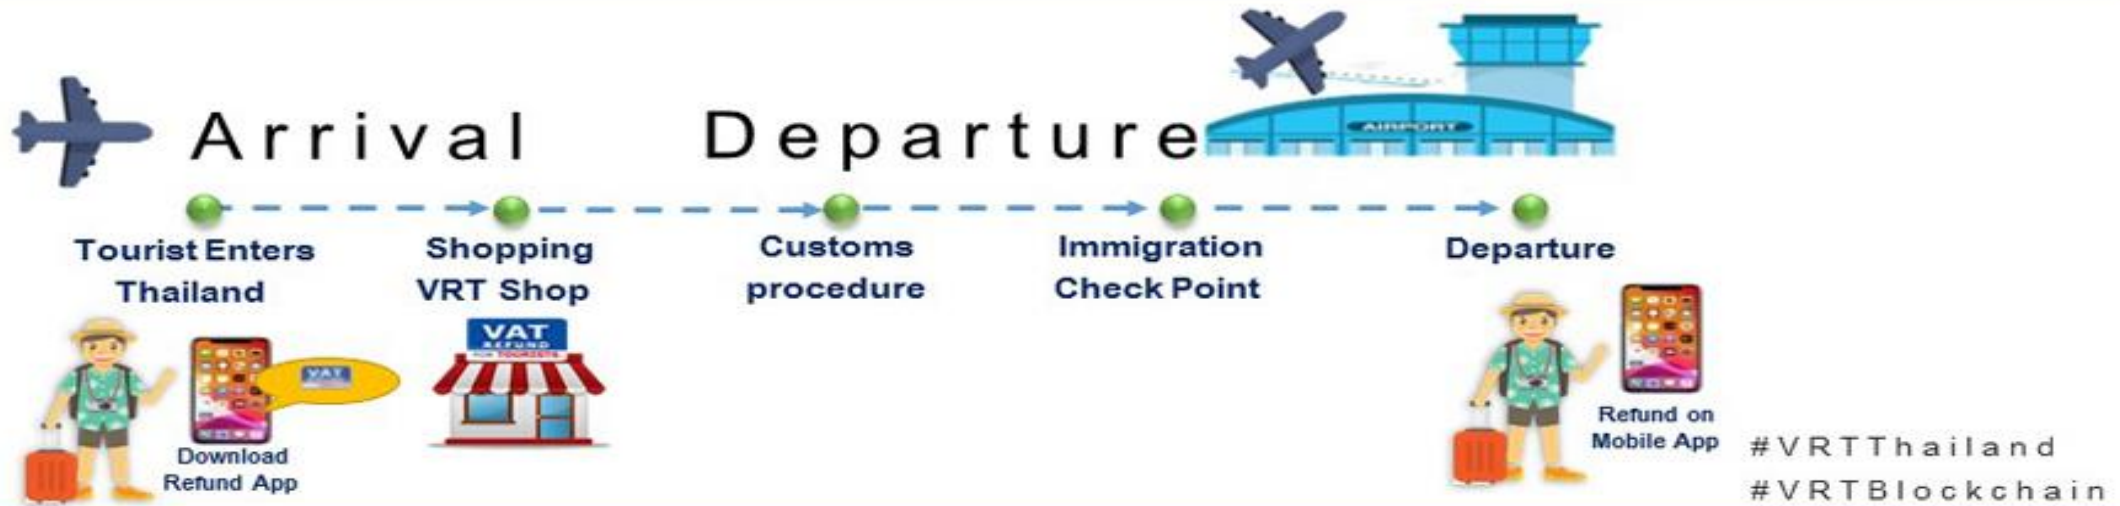 Arrival
Departure
AIRPORT
Tourist Enters
Thailand
Shopping
VRT Shop
Customs
procedure
Immigration
Check Point
Departure
VAT
REFUND
FOR TOURISTS
VAT
Download
Refund App
Refund on
Mobile App
#VRTThailand
#VRTBlockchain